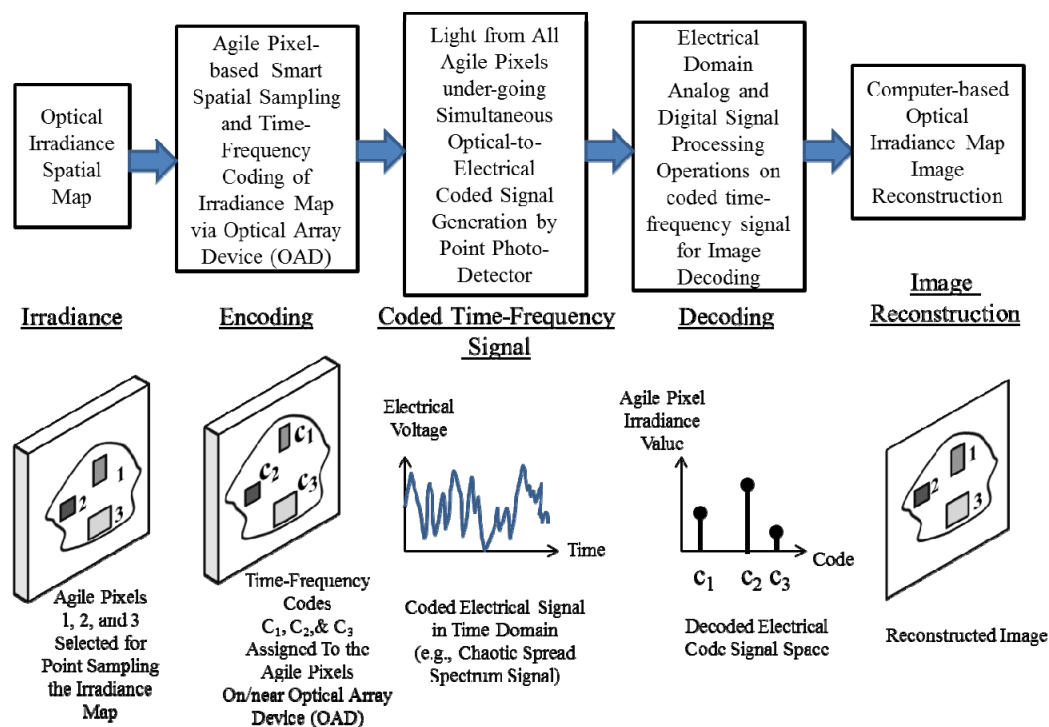 Optical
Irradiance
Spatial
Map
Agile Pixel-
based Smart
Spatial Sampling
and Time-
Frequency
Coding of
Irradiance Map
via Optical Array
Device (OAD)
Light from All
Agile Pixels
under-going
Simultaneous
Optical-to-
Electrical
Coded Signal
Generation by
Point Photo-
Detector
Electrical
Domain
Analog and
Digital Signal
Processing
Operations on
coded time-
frequency signal
for Image
Decoding
Computer-based
Optical
Irradiance Map
Image
Reconstruction
Irradiance
Encoding
Coded Time-Frequency
Signal
Decoding
Image
Reconstruction
1
2
3
Agile Pixels
1, 2, and 3
Selected for
Point Sampling
the Irradiance
Map
c1
c2
c3
Time-Frequency
Codes
C1, C2,& C3
Assigned To the
Agile Pixels
On/near Optical Array
Device (OAD)
Electrical
Voltage
Time
Coded Electrical Signal
in Time Domain
(e.g., Chaotic Spread
Spectrum Signal)
Agile Pixel
Irradiance
Value
Code
c1 c2 c3
Decoded Electrical
Code Signal Space
1
2
3
Reconstructed Image